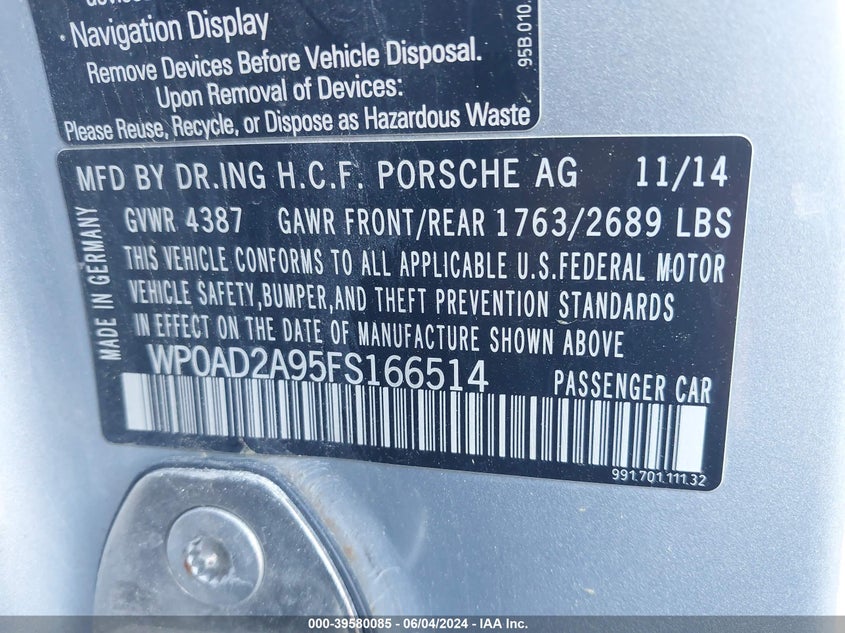 · Navigation Display
Remove Devices Before Vehicle Disposal.
Upon Removal of Devices:
Please Reuse, Recycle, or Dispose as Hazardous Waste
95B.010.
MFD BY DR.ING H.C.F. PORSCHE AG 11/14
GVWR 4387 GAWR FRONT/REAR 1763/2689 LBS
THIS VEHICLE CONFORMS TO ALL APPLICABLE U.S.FEDERAL MOTOR
VEHICLE SAFETY,BUMPER,AND THEFT PREVENTION STANDARDS
IN EFFECT ON THE DATE OF MANUFACTURE SHOWN ABOVE
MADE IN GERMANY
WP0AD2A95FS166514 PASSENGER CAR
991.701.111.32
000-39580085 - 06/04/2024 - IAA Inc.